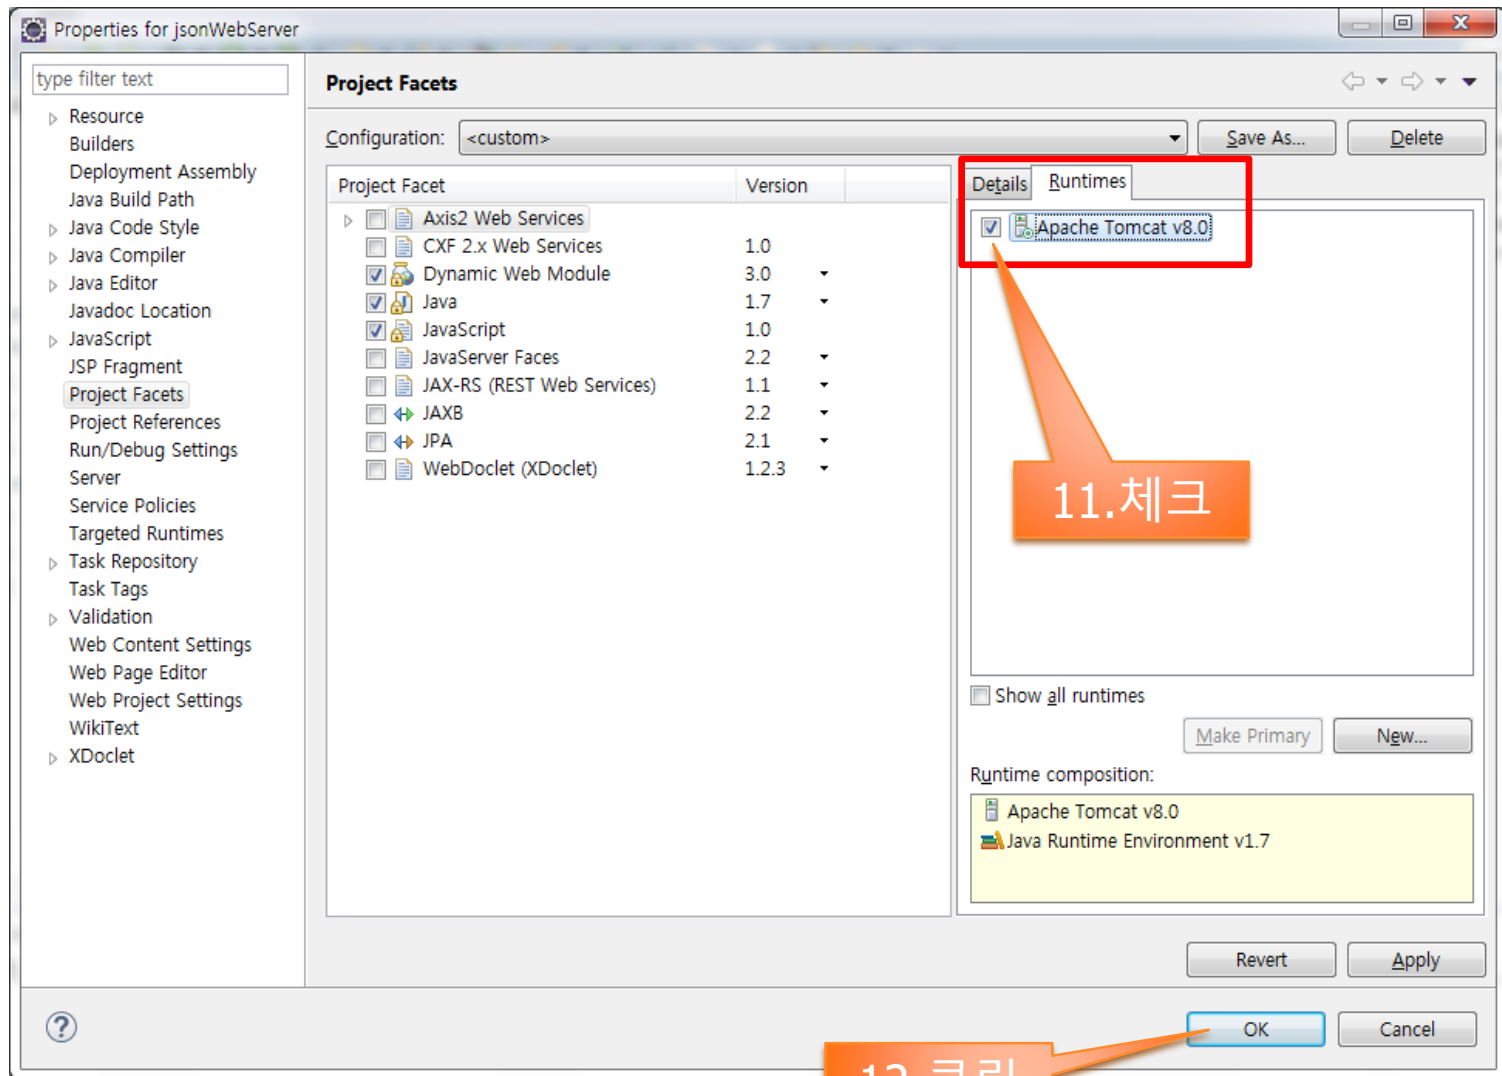 Properties for jsonWebServer
type filter text
Resource
Builders
Deployment Assembly
Java Build Path
Java Code Style
Java Compiler
Java Editor
Javadoc Location
JavaScript
JSP Fragment
Project Facets
Project References
Run/Debug Settings
Server
Service Policies
Targeted Runtimes
Task Repository
Task Tags
Validation
Web Content Settings
Web Page Editor
Web Project Settings
WikiText
XDoclet
Project Facets
Configuration: <custom> Save As... Delete
Project Facet Version
Axis2 Web Services
CXF 2.x Web Services 1.0
Dynamic Web Module 3.0
Java 1.7
JavaScript 1.0
JavaServer Faces 2.2
JAX-RS (REST Web Services) 1.1
JAXB 2.2
JPA 2.1
WebDoclet (XDoclet) 1.2.3
Details Runtimes
Apache Tomcat v8.0
11.체크
Show all runtimes
Make Primary New...
Runtime composition:
Apache Tomcat v8.0
Java Runtime Environment v1.7
Revert Apply
OK Cancel
12.클릭